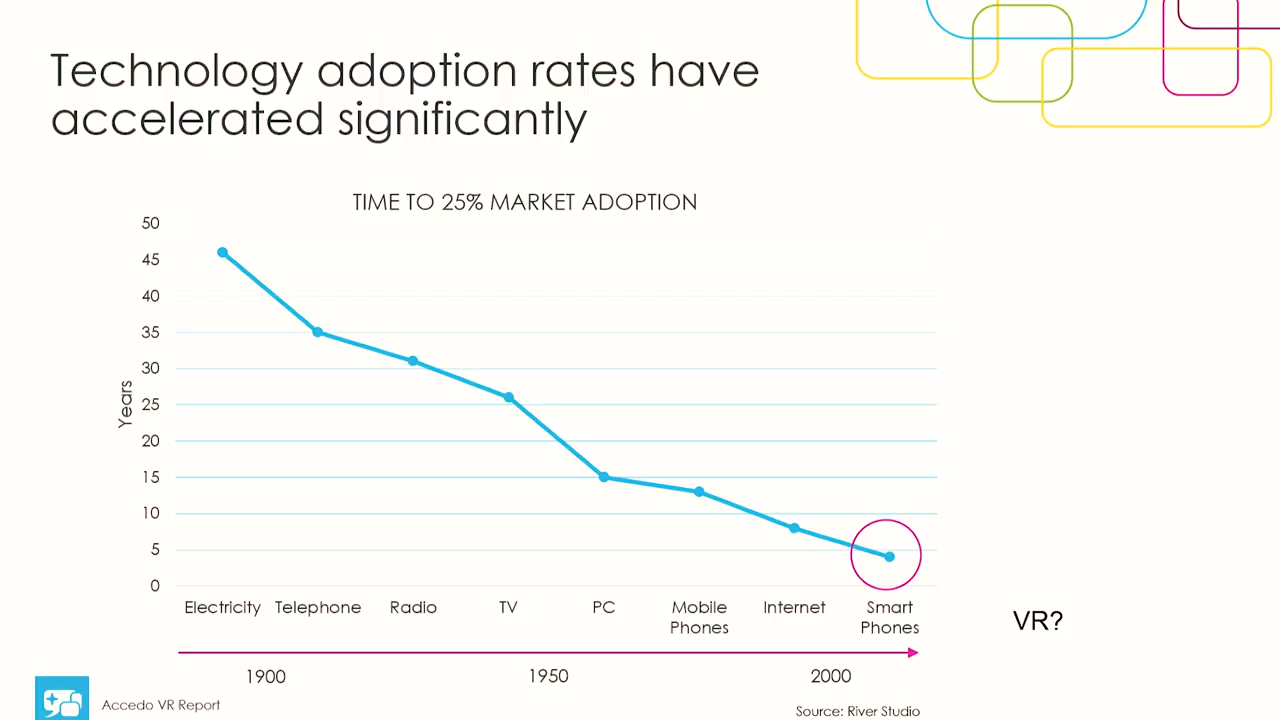 Technology adoption rates have
accelerated significantly
TIME TO 25% MARKET ADOPTION
50
45
40
35
30
25
20
15
10
5
0
Years
Electricity
Telephone
Radio
TV
PC
Mobile
Phones
Internet
Smart
Phones
VR?
1900
1950
2000
Accedo VR Report
Source: River Studio